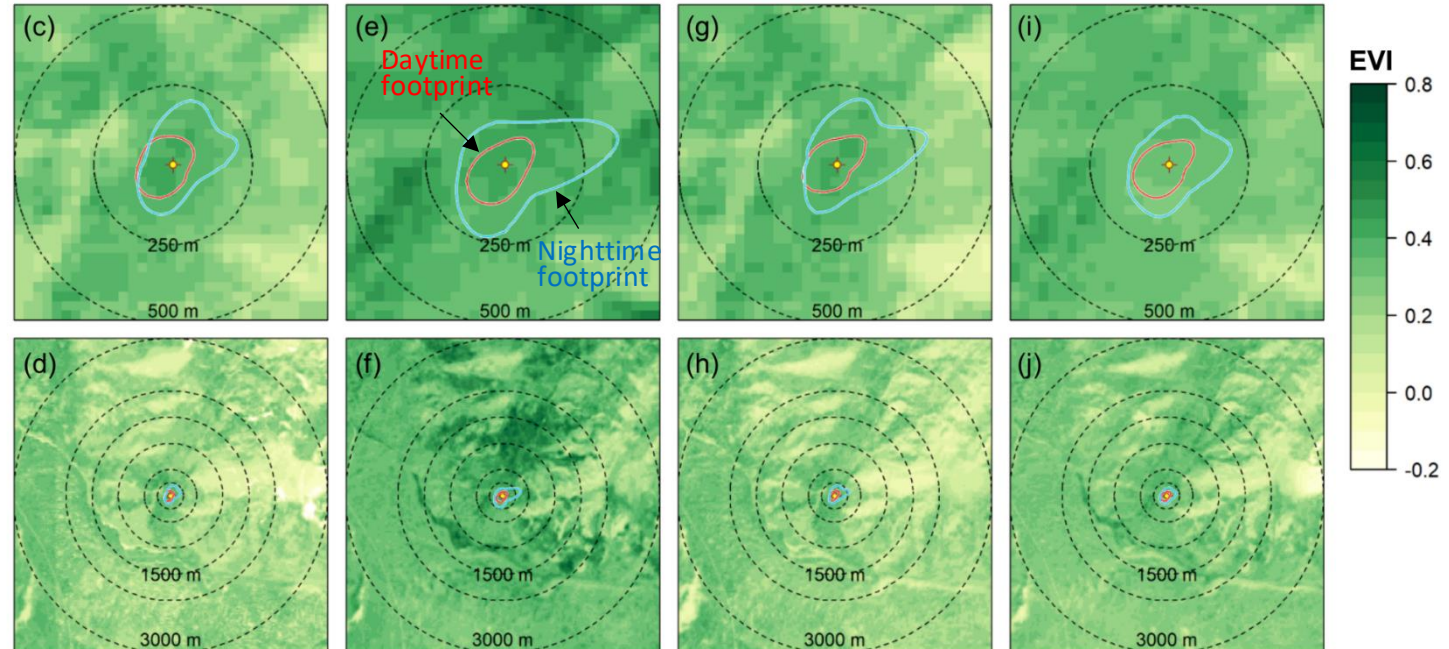 (c)
250 m
500 m
(e)
Daytime
footprint
250 m
Nighttime
footprint
500 m
(g)
250 m
500 m
(i)
250 m
500 m
EVI
0.8
0.6
0.4
0.2
0.0
-0.2
(d)
1500 m
3000 m
(f)
1500 m
3000 m
(h)
1500 m
3000 m
(j)
1500 m
3000 m